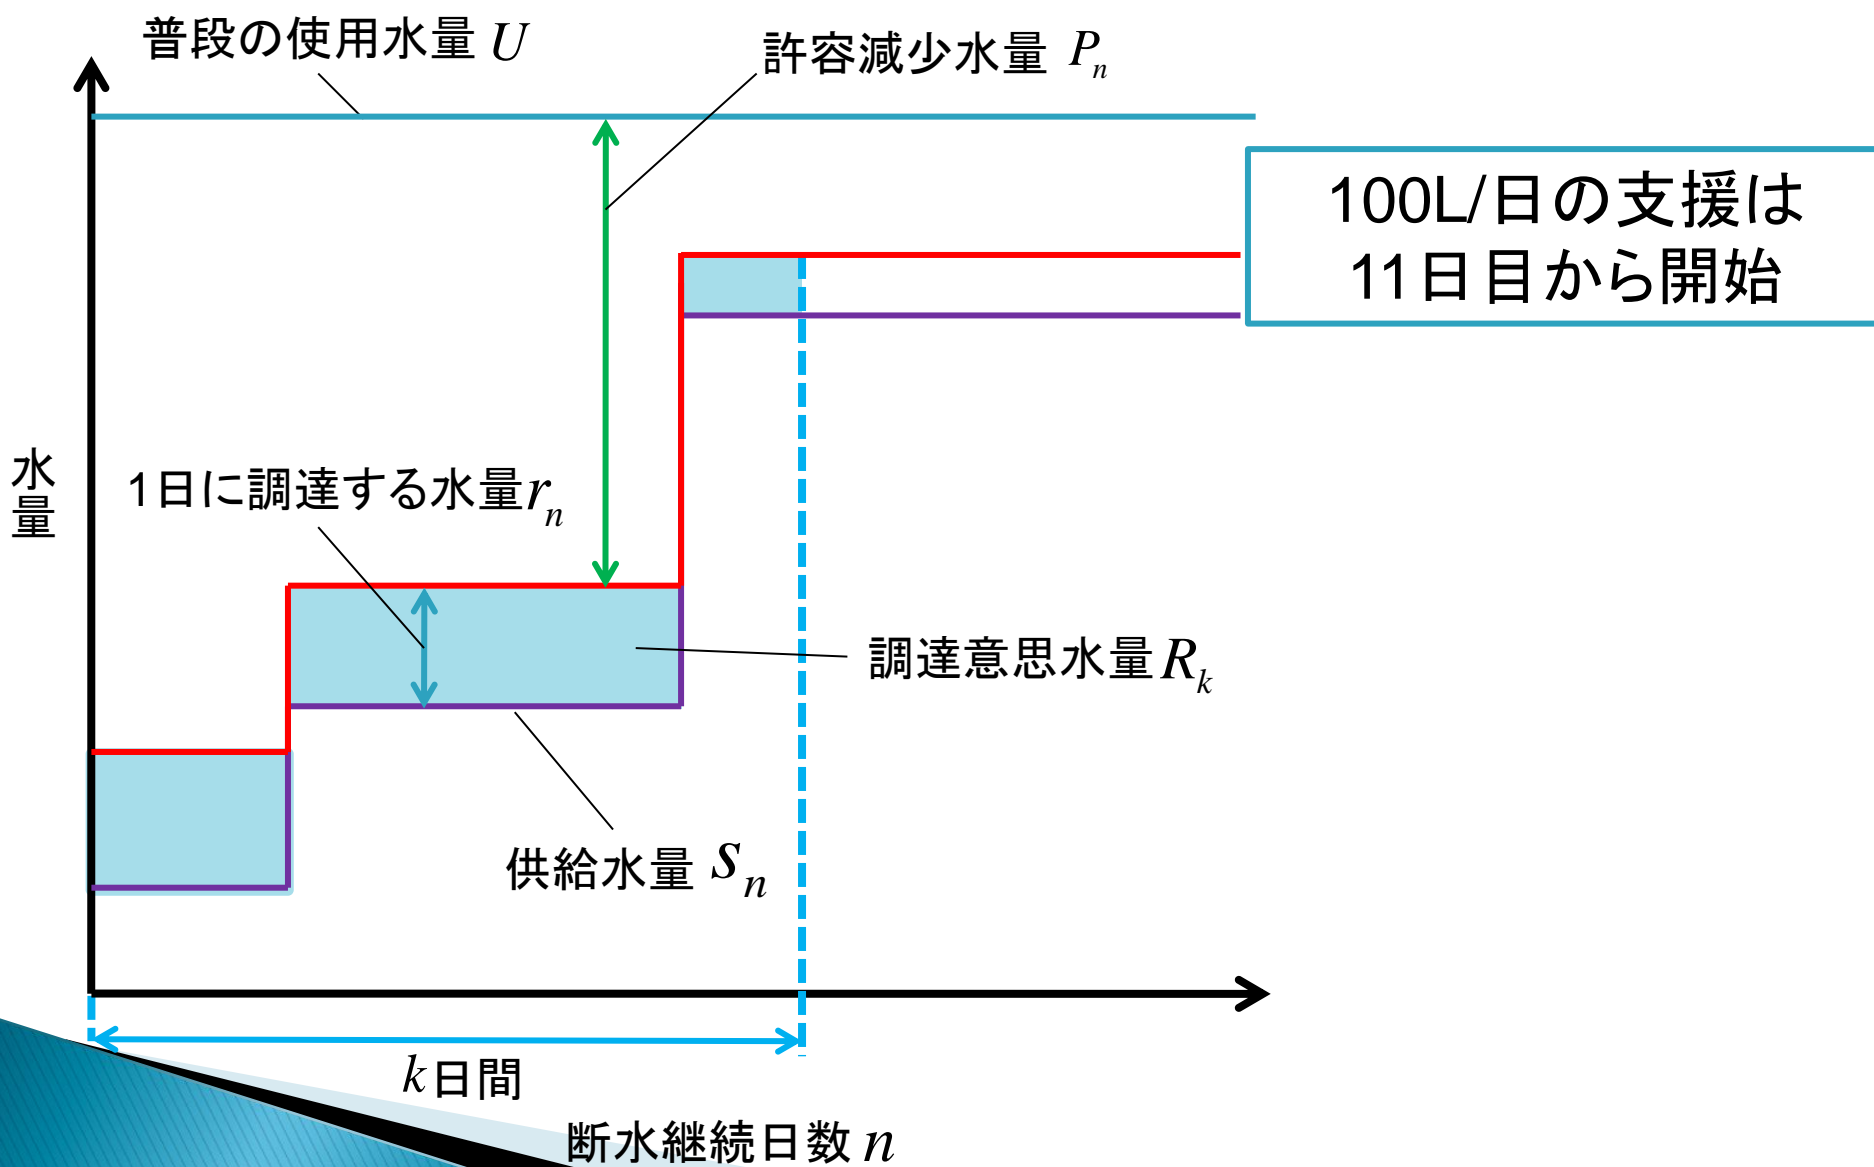 普段の使用水量 U
許容減少水量 Pn
100L/日の支援は
11日目から開始
水量
1日に調達する水量rn
調達意思水量Rk
供給水量 Sn
k日間
断水継続日数 n